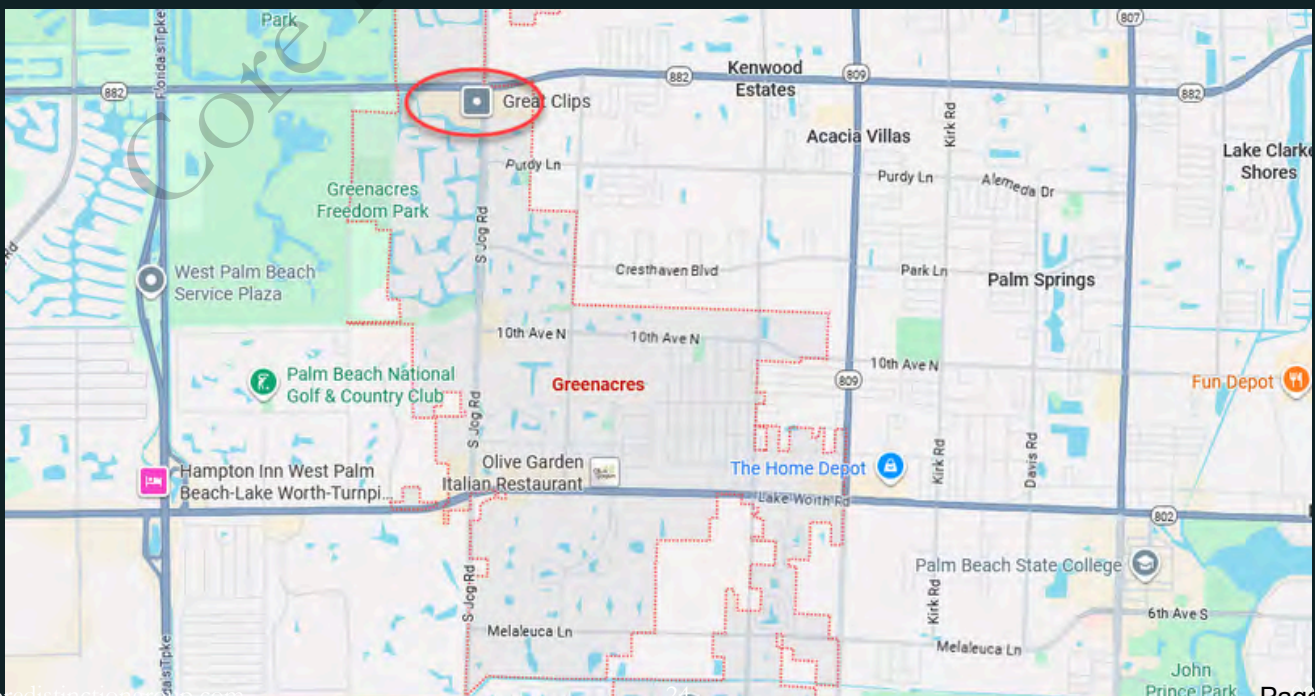 Park
807
Florida'sTpke
Core
882
Great Clips
882
Kenwood
Estates
809
882
Kirk Rd
Acacia Villas
Lake Clarke
Shores
Purdy Ln
Purdy Ln
Alemeda Dr
Greenacres
Freedom Park
S Jog Rd
Rd
West Palm Beach
Service Plaza
Cresthaven Blvd
Park Ln
Palm Springs
10th Ave N
10th Ave N
10th Ave N
Palm Beach National
Golf & Country Club
Greenacres
809
Fun Depot
S Jog Rd
Kirk Rd
Davis Rd
Hampton Inn West Palm
Beach-Lake Worth-Turnpi...
Olive Garden
Italian Restaurant
The Home Depot
Lake Worth Rd
802
Palm Beach State College
S Jog Rd
Kirk Rd
6th Ave S
Melaleuca Ln
Melaleuca Ln
John
Prince Park
24